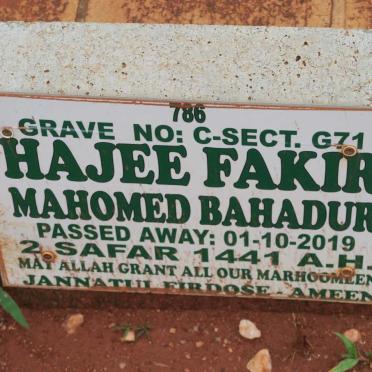 786
GRAVE NO: C-SECT. G71
HAJEE FAKIR
MAHOMED BAHADUR
PASSED AWAY: 01-10-2019
2 SAFAR 1441 A.H.
MAY ALLAH GRANT ALL OUR MARHOOMEEN
JANNATUL FIRDOSE, AMEEN